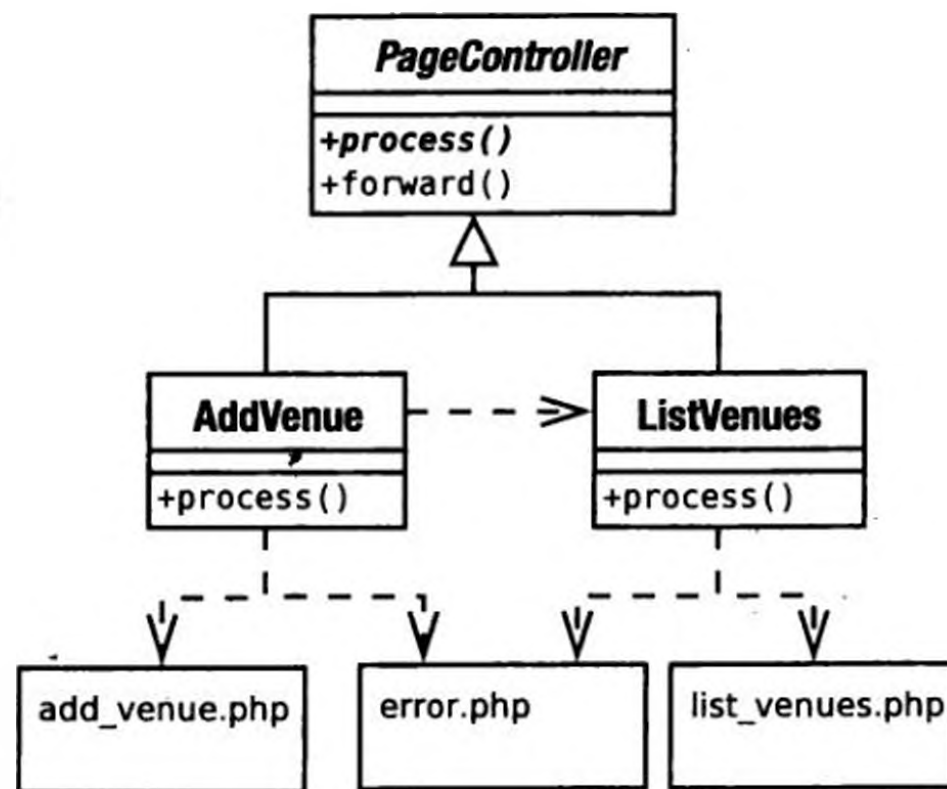 PageController
+process()
+forward()
AddVenue
ListVenues
+process()
+process()
add_venue.php
error.php
list_venues.php